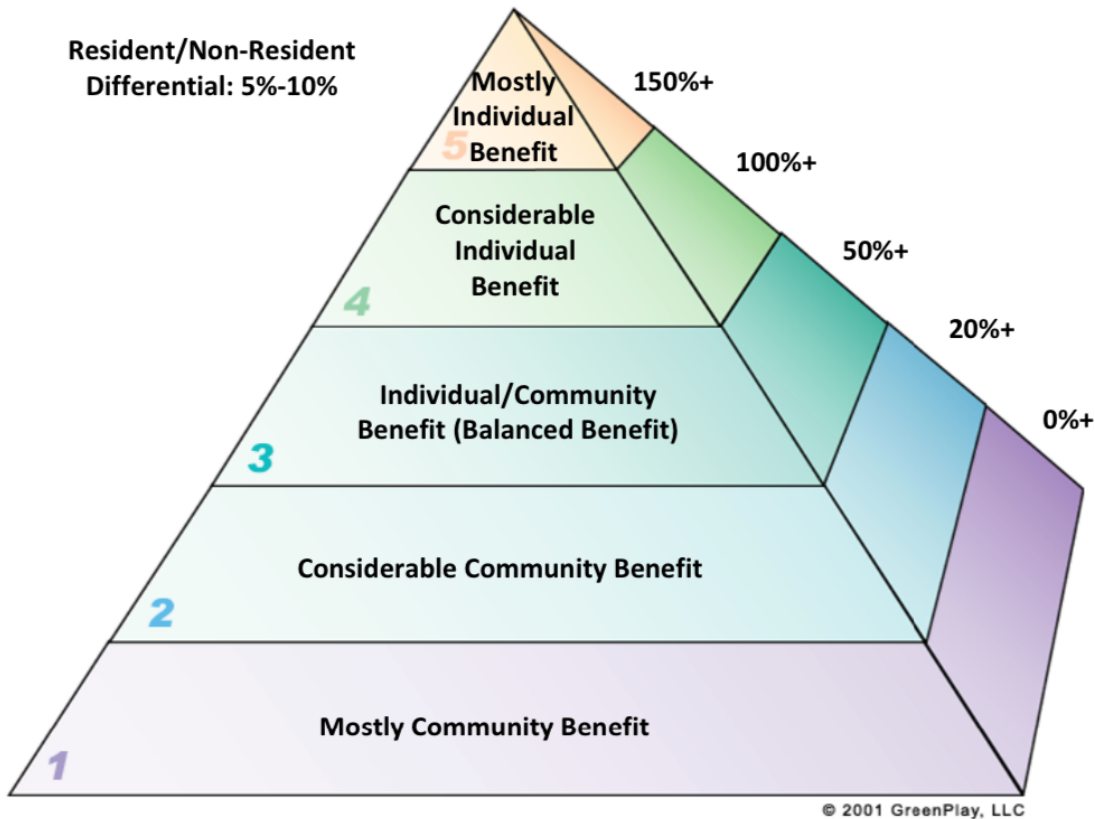 Resident/Non-Resident
Differential: 5%-10%
Mostly
Individual
Benefit
5
150%+
100%+
Considerable
Individual
Benefit
4
50%+
20%+
Individual/Community
Benefit (Balanced Benefit)
3
0%+
Considerable Community Benefit
2
Mostly Community Benefit
1
© 2001 GreenPlay, LLC